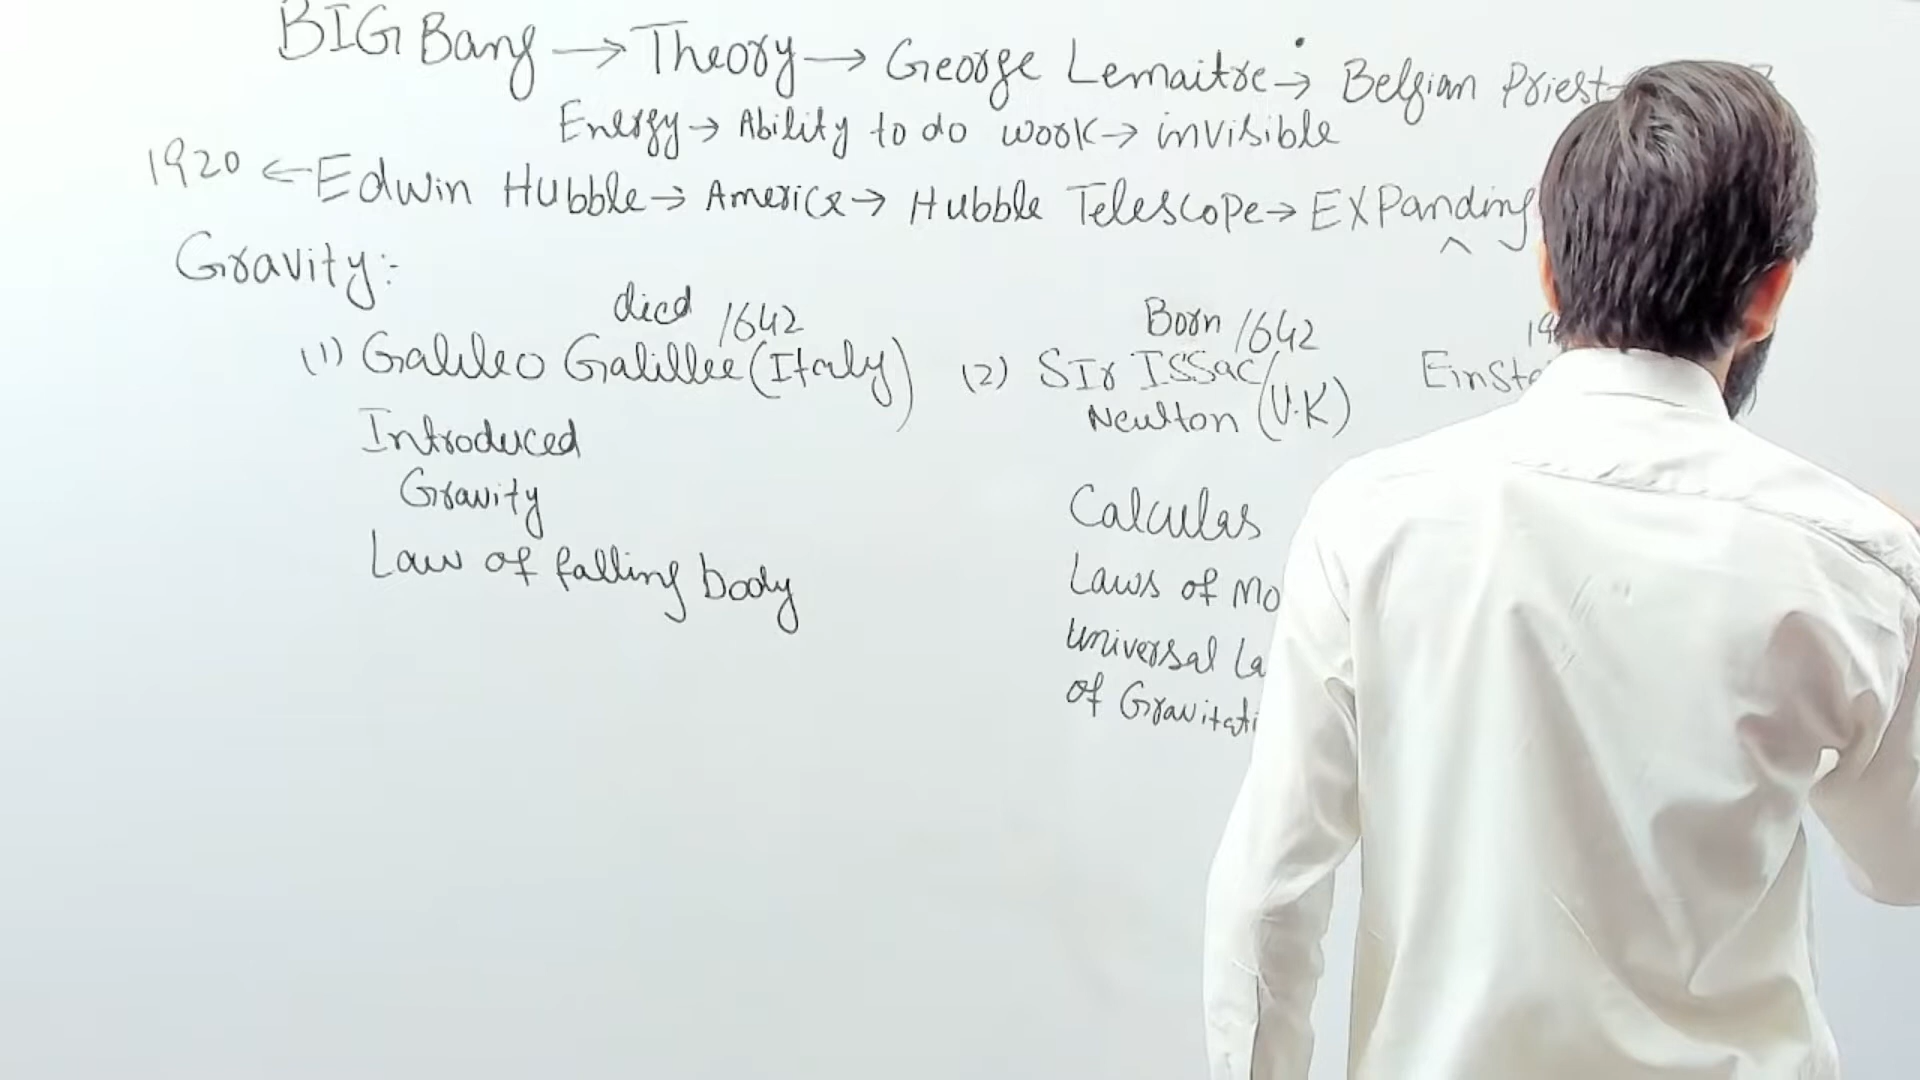 BIG Bang → Theory → George Lemaitre → Belgian Priest
Energy → Ability to do work → invisible
1920 ← Edwin Hubble → America → Hubble Telescope → EXPanding
Gravity:-
died 1642
(1) Galileo Galillee (Italy)
Introduced
Gravity
Law of falling body
Born 1642
(2) SIr ISSac
Newton (U.K)
Calculas
Laws of Mo
Universal La
of Gravitati
19
Einste